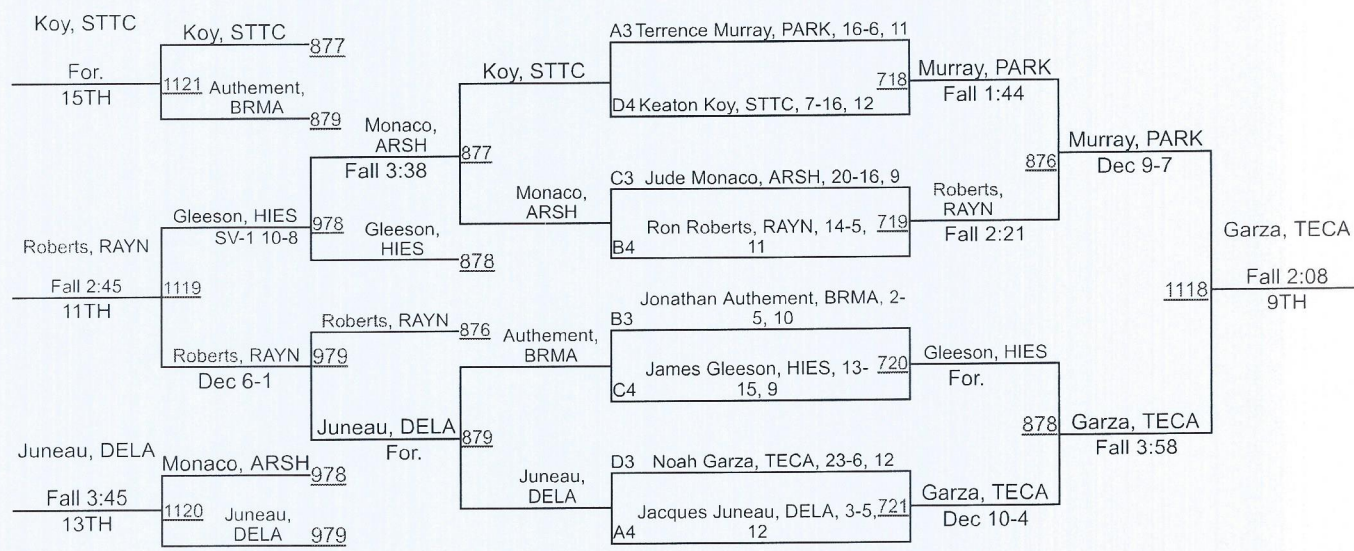 Koy, STTC
For.
15TH
Koy, STTC
877
1121
Authement,
BRMA
879
Roberts, RAYN
Fall 2:45
11TH
Gleeson, HIES
SV-1 10-8
1119
Roberts, RAYN
Dec 6-1
Juneau, DELA
Fall 3:45
13TH
Monaco, ARSH
978
1120
Juneau,
DELA
979
Monaco,
ARSH
Fall 3:38
978
Gleeson,
HIES
878
Roberts, RAYN
876
979
Juneau, DELA
For.
Koy, STTC
877
Monaco,
ARSH
Authement,
BRMA
879
Juneau,
DELA
A3 Terrence Murray, PARK, 16-6, 11
718
D4 Keaton Koy, STTC, 7-16, 12
C3 Jude Monaco, ARSH, 20-16, 9
Ron Roberts, RAYN, 14-5,
11
719
B4
Jonathan Authement, BRMA, 2-
5, 10
B3
James Gleeson, HIES, 13-
15, 9
720
C4
D3 Noah Garza, TECA, 23-6, 12
Jacques Juneau, DELA, 3-5,
12
721
A4
Murray, PARK
Fall 1:44
876
Roberts,
RAYN
Fall 2:21
Gleeson, HIES
For.
878
Garza, TECA
Dec 10-4
Murray, PARK
Dec 9-7
1118
Garza, TECA
Fall 3:58
Garza, TECA
Fall 2:08
9TH